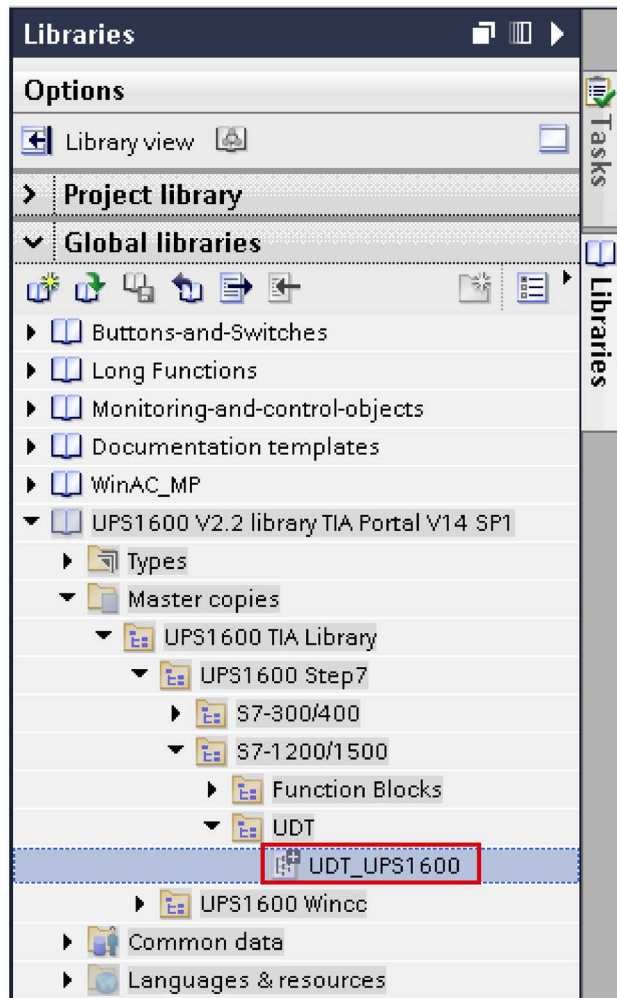 Libraries
Options
Library view
Project library
Global libraries
Buttons-and-Switches
Long Functions
Monitoring-and-control-objects
Documentation templates
WinAC_MP
UPS1600 V2.2 library TIA Portal V14 SP1
Types
Master copies
UPS1600 TIA Library
UPS1600 Step7
S7-300/400
S7-1200/1500
Function Blocks
UDT
UDT_UPS1600
UPS1600 Wincc
Common data
Languages & resources
Tasks
Libraries